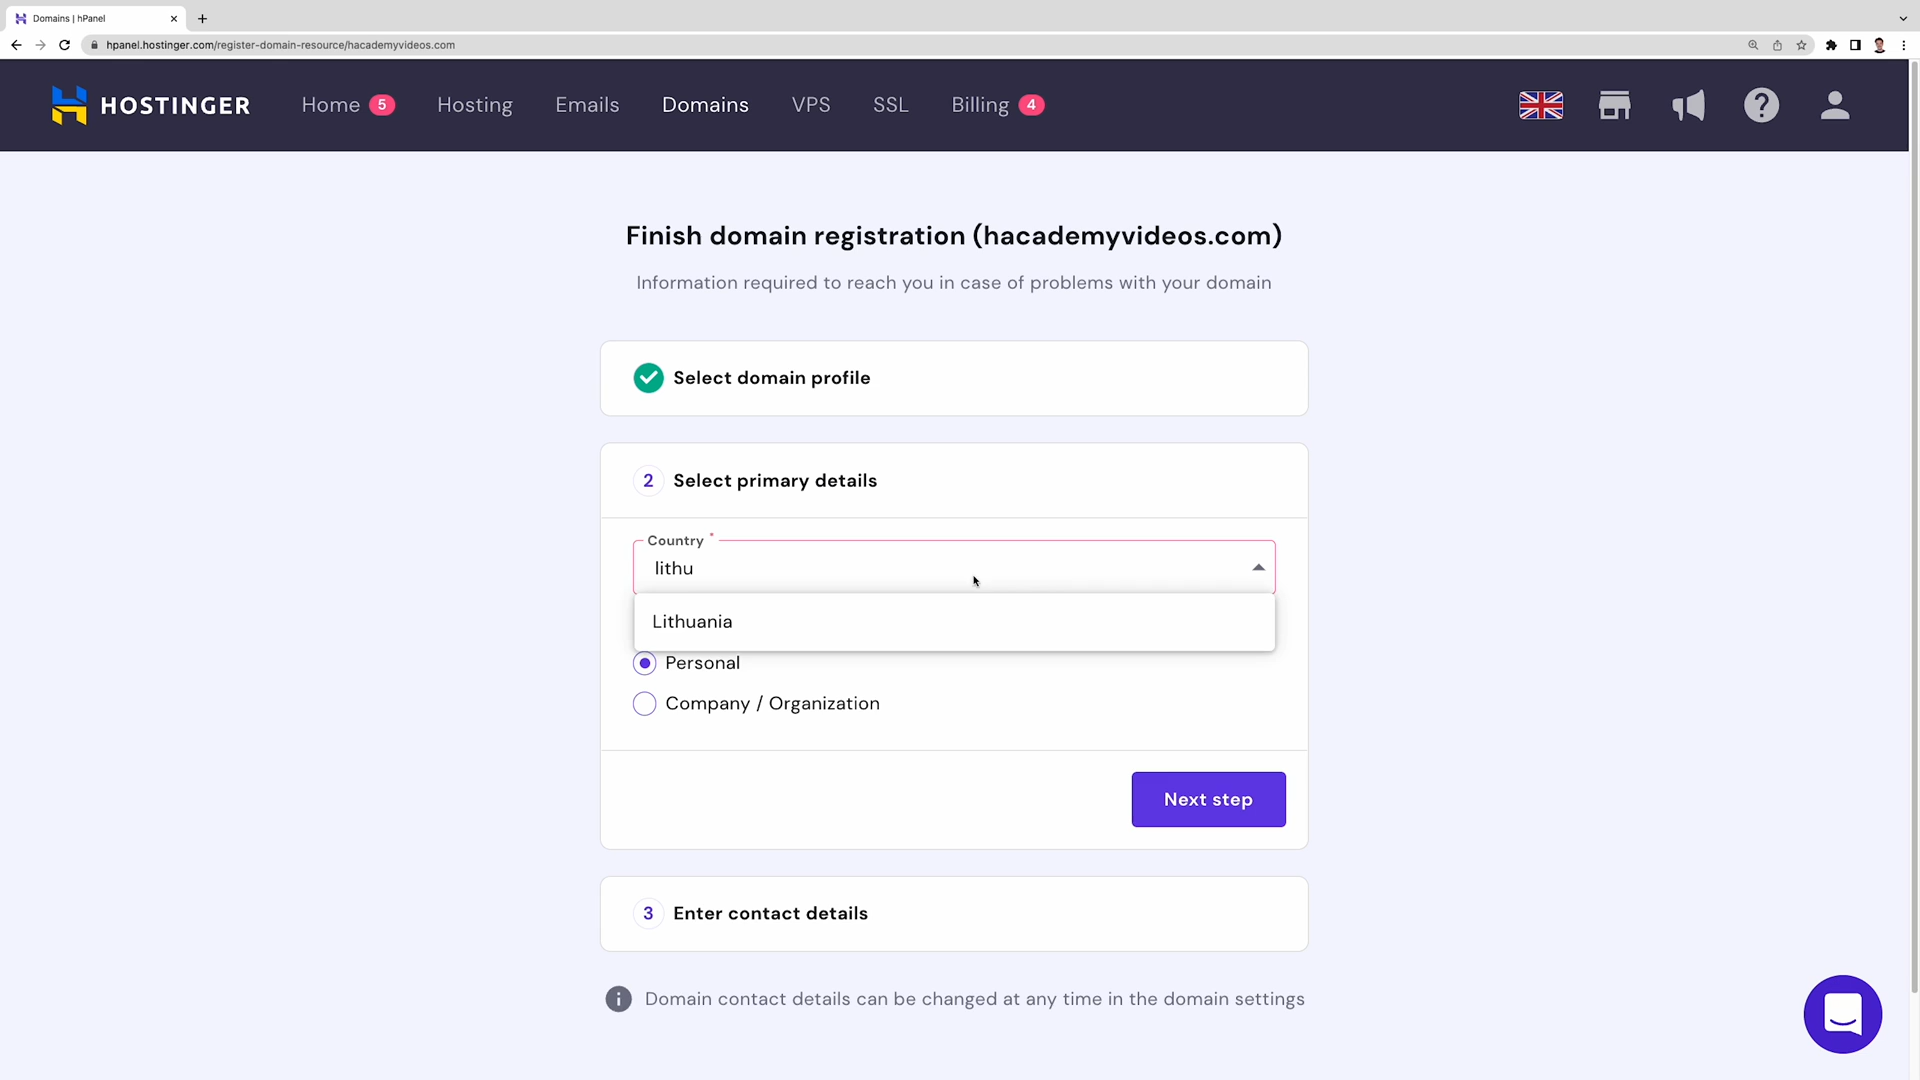 Domains | hPanel
hpanel.hostinger.com/register-domain-resource/hacademyvideos.com
HOSTINGER Home 5 Hosting Emails Domains VPS SSL Billing 4
Finish domain registration (hacademyvideos.com)
Information required to reach you in case of problems with your domain
Select domain profile
2 Select primary details
Country *
lithu
Lithuania
Personal
Company / Organization
Next step
3 Enter contact details
Domain contact details can be changed at any time in the domain settings